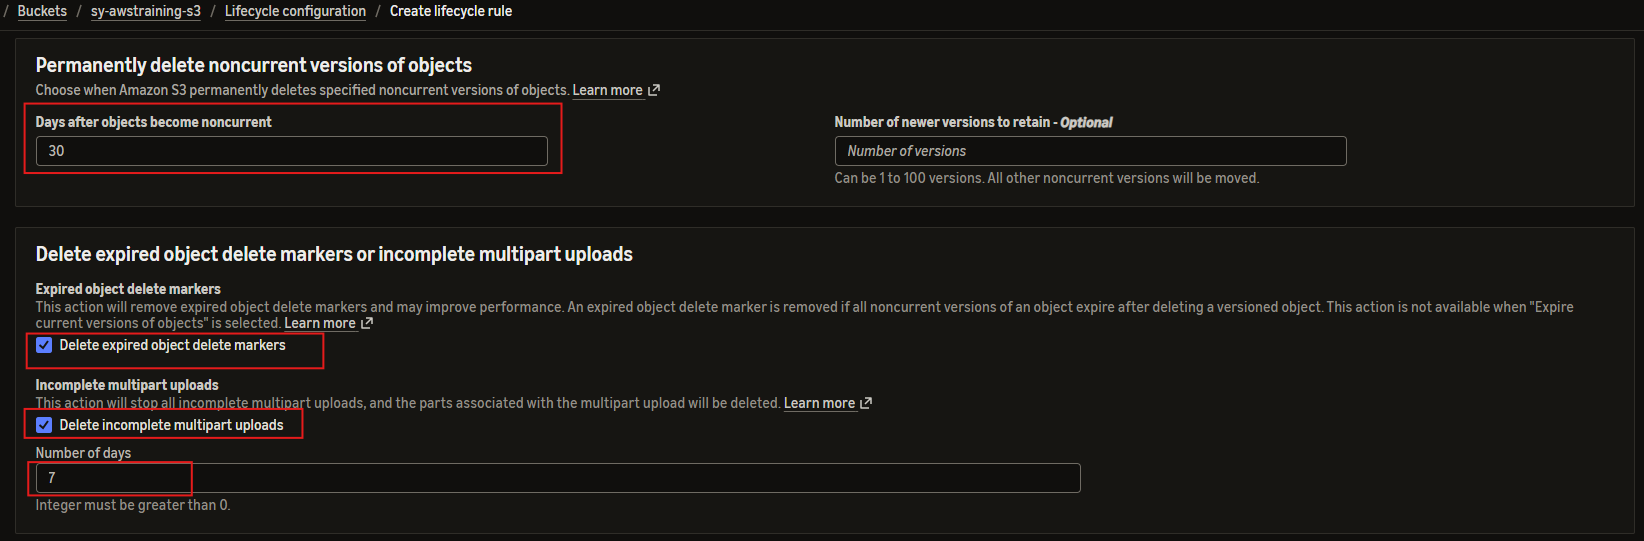 / Buckets / sy-awstraining-s3 / Lifecycle configuration / Create lifecycle rule
Permanently delete noncurrent versions of objects
Choose when Amazon S3 permanently deletes specified noncurrent versions of objects. Learn more
Days after objects become noncurrent
30
Number of newer versions to retain - Optional
Number of versions
Can be 1 to 100 versions. All other noncurrent versions will be moved.
Delete expired object delete markers or incomplete multipart uploads
Expired object delete markers
This action will remove expired object delete markers and may improve performance. An expired object delete marker is removed if all noncurrent versions of an object expire after deleting a versioned object. This action is not available when "Expire
current versions of objects" is selected. Learn more
Delete expired object delete markers
Incomplete multipart uploads
This action will stop all incomplete multipart uploads, and the parts associated with the multipart upload will be deleted. Learn more
Delete incomplete multipart uploads
Number of days
7
Integer must be greater than 0.